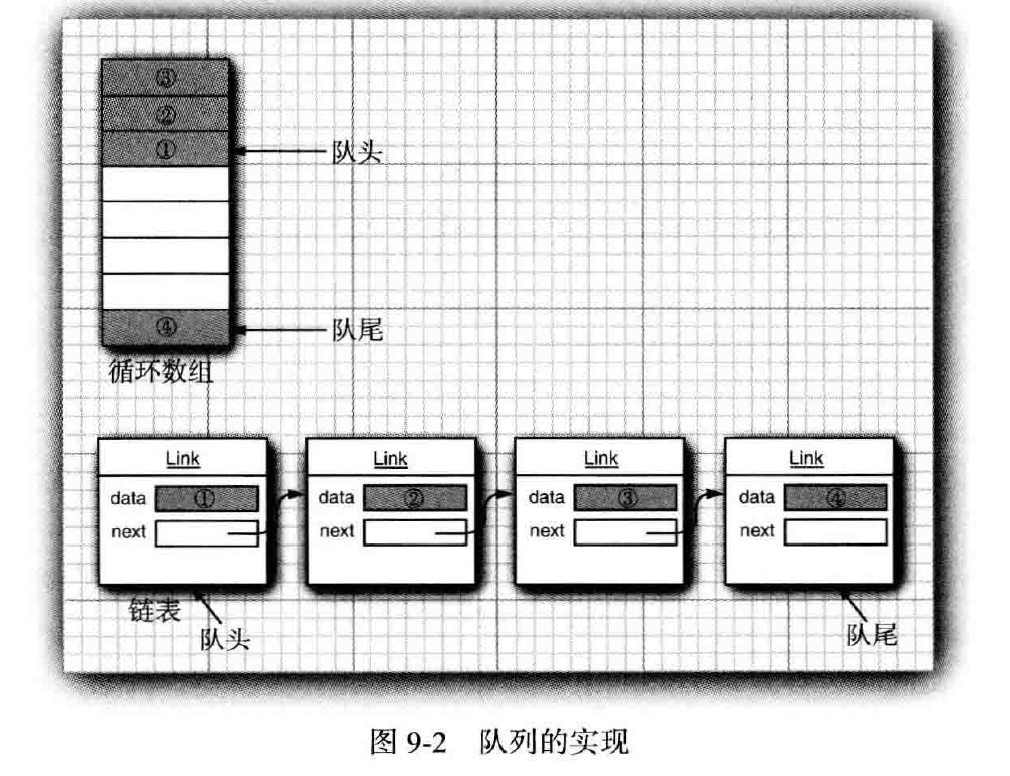 ③
②
①
队头
④
队尾
循环数组
Link Link Link Link
data ① data ② data ③ data ④
next next next next
链表
队头
队尾
图 9-2 队列的实现